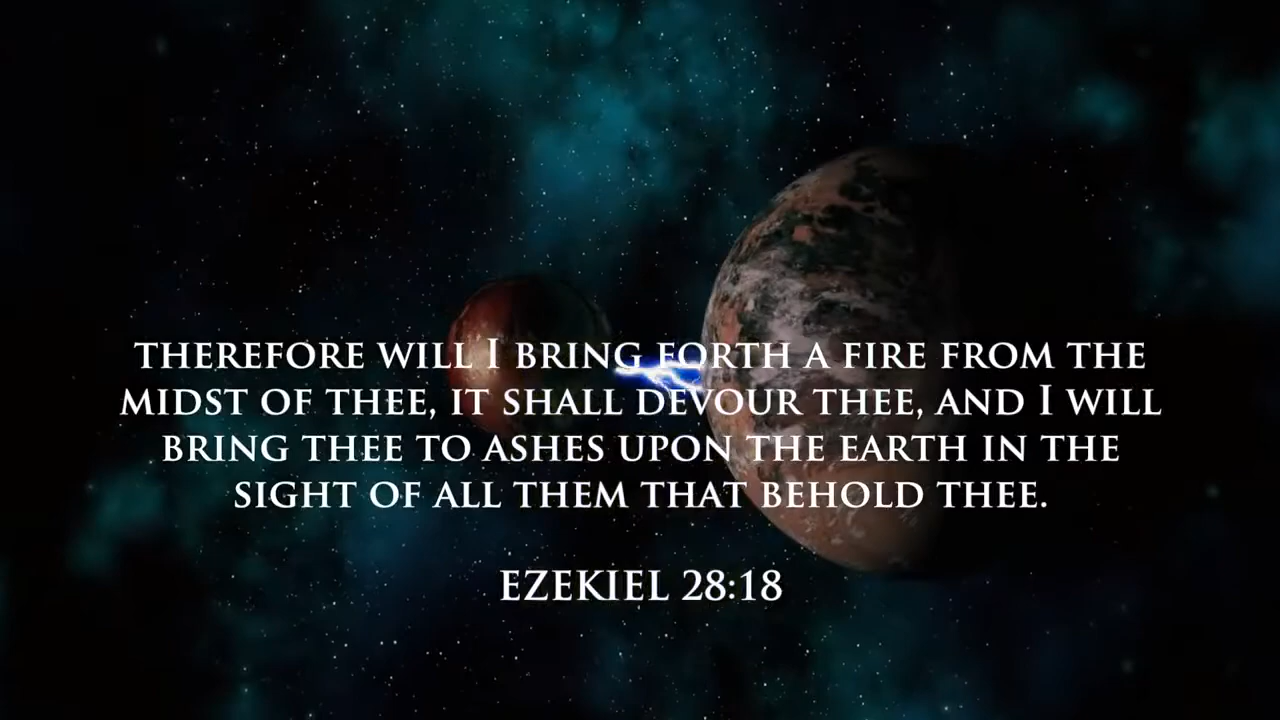 THEREFORE WILL I BRING FORTH A FIRE FROM THE
MIDST OF THEE, IT SHALL DEVOUR THEE, AND I WILL
BRING THEE TO ASHES UPON THE EARTH IN THE
SIGHT OF ALL THEM THAT BEHOLD THEE.
EZEKIEL 28:18